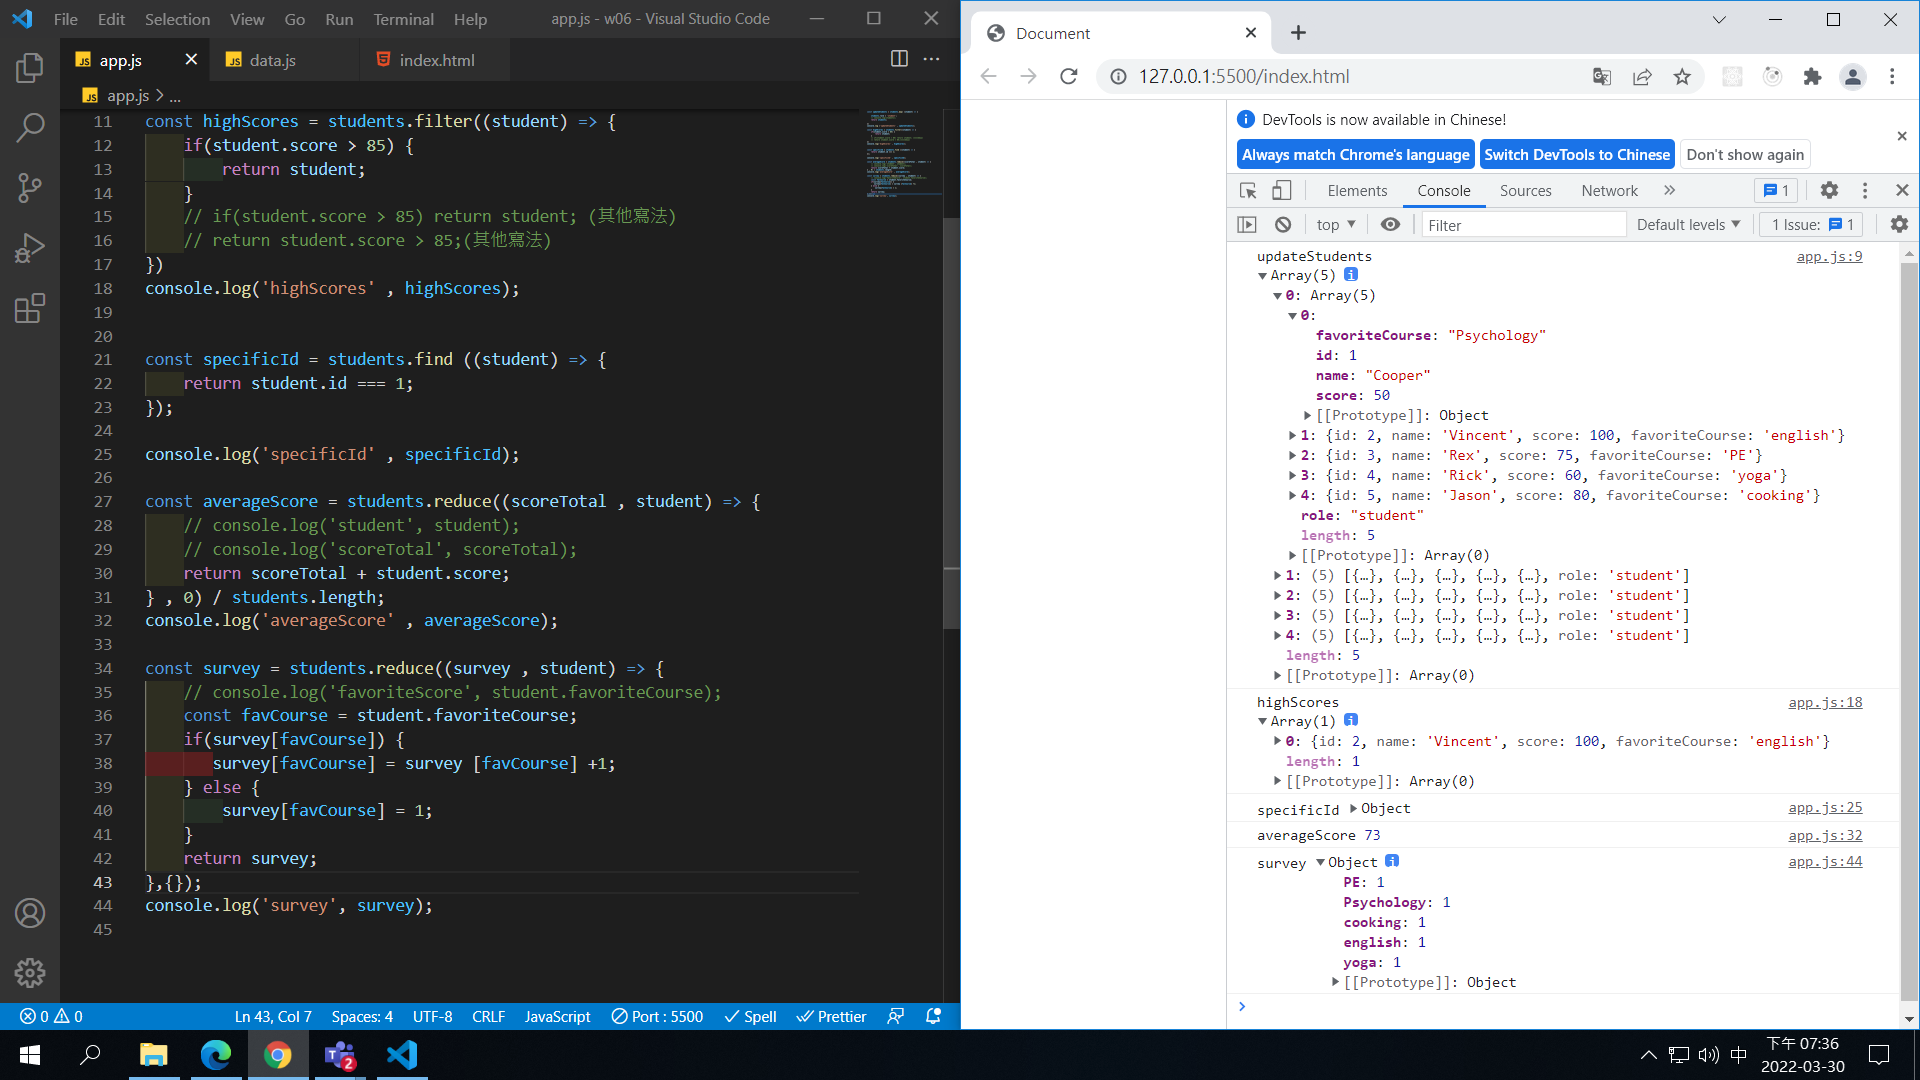 File Edit Selection View Go Run Terminal Help app.js - w06 - Visual Studio Code
app.js data.js index.html
app.js > ...
11 const highScores = students.filter((student) => {
12 if(student.score > 85) {
13 return student;
14 }
15 // if(student.score > 85) return student; (其他寫法)
16 // return student.score > 85;(其他寫法)
17 })
18 console.log('highScores' , highScores);
19
20
21 const specificId = students.find ((student) => {
22 return student.id === 1;
23 });
24
25 console.log('specificId' , specificId);
26
27 const averageScore = students.reduce((scoreTotal , student) => {
28 // console.log('student', student);
29 // console.log('scoreTotal', scoreTotal);
30 return scoreTotal + student.score;
31 } , 0) / students.length;
32 console.log('averageScore' , averageScore);
33
34 const survey = students.reduce((survey , student) => {
35 // console.log('favoriteScore', student.favoriteCourse);
36 const favCourse = student.favoriteCourse;
37 if(survey[favCourse]) {
38 survey[favCourse] = survey [favCourse] +1;
39 } else {
40 survey[favCourse] = 1;
41 }
42 return survey;
43 },{});
44 console.log('survey', survey);
45
0 0 Ln 43, Col 7 Spaces: 4 UTF-8 CRLF JavaScript Port : 5500 Spell Prettier
Document
127.0.0.1:5500/index.html
DevTools is now available in Chinese!
Always match Chrome's language Switch DevTools to Chinese Don't show again
Elements Console Sources Network » 1
top Filter Default levels 1 Issue: 1
updateStudents app.js:9
Array(5)
0: Array(5)
0:
favoriteCourse: "Psychology"
id: 1
name: "Cooper"
score: 50
[[Prototype]]: Object
1: {id: 2, name: 'Vincent', score: 100, favoriteCourse: 'english'}
2: {id: 3, name: 'Rex', score: 75, favoriteCourse: 'PE'}
3: {id: 4, name: 'Rick', score: 60, favoriteCourse: 'yoga'}
4: {id: 5, name: 'Jason', score: 80, favoriteCourse: 'cooking'}
role: "student"
length: 5
[[Prototype]]: Array(0)
1: (5) [{…}, {…}, {…}, {…}, {…}, role: 'student']
2: (5) [{…}, {…}, {…}, {…}, {…}, role: 'student']
3: (5) [{…}, {…}, {…}, {…}, {…}, role: 'student']
4: (5) [{…}, {…}, {…}, {…}, {…}, role: 'student']
length: 5
[[Prototype]]: Array(0)
highScores app.js:18
Array(1)
0: {id: 2, name: 'Vincent', score: 100, favoriteCourse: 'english'}
length: 1
[[Prototype]]: Array(0)
specificId Object app.js:25
averageScore 73 app.js:32
survey Object app.js:44
PE: 1
Psychology: 1
cooking: 1
english: 1
yoga: 1
[[Prototype]]: Object
2 中 下午 07:36
2022-03-30